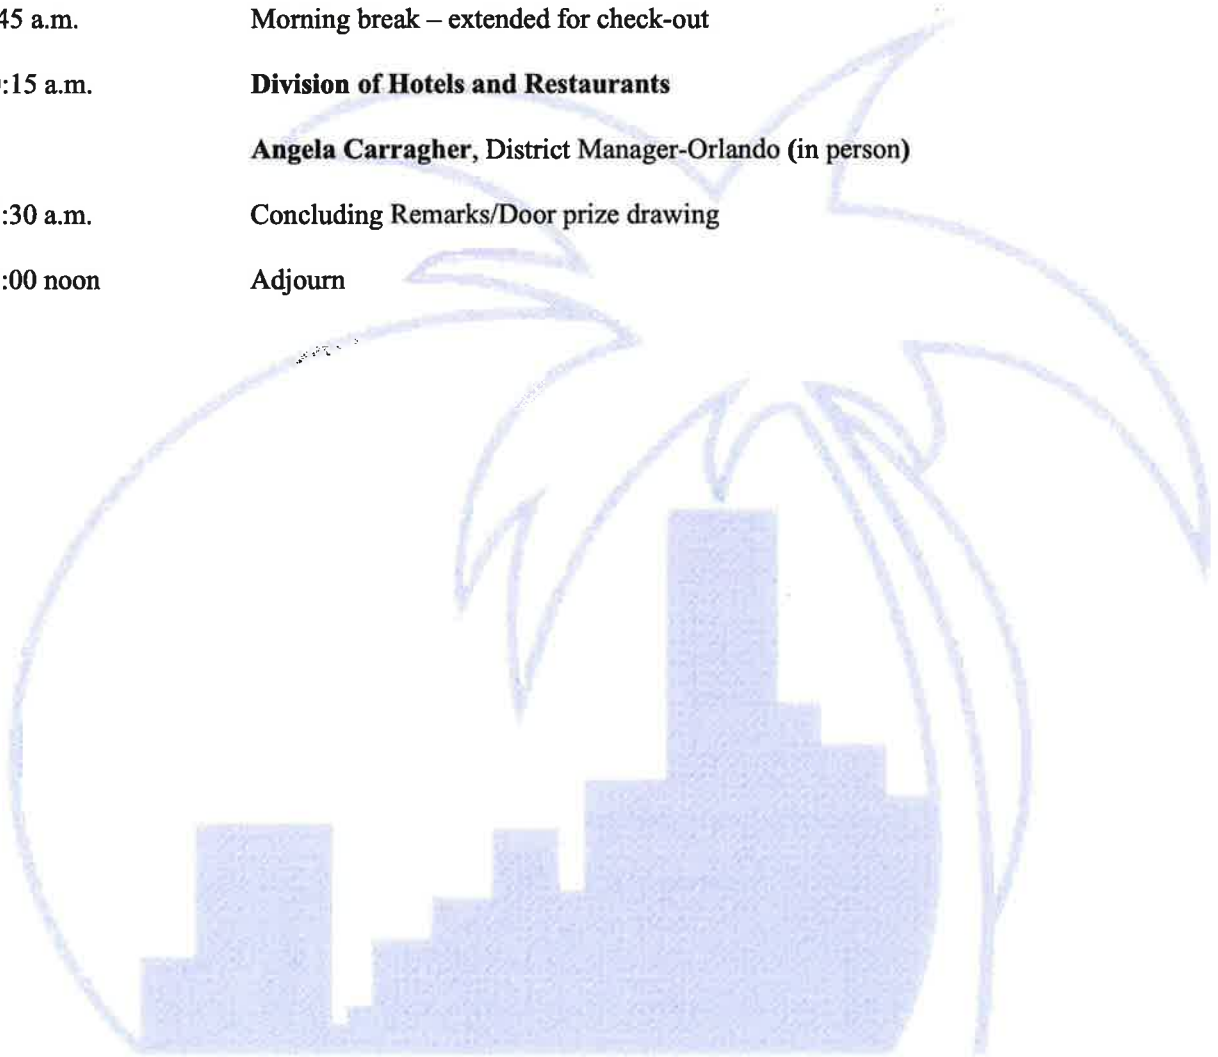 45 a.m. Morning break – extended for check-out
:15 a.m. Division of Hotels and Restaurants
Angela Carragher, District Manager-Orlando (in person)
:30 a.m. Concluding Remarks/Door prize drawing
:00 noon Adjourn